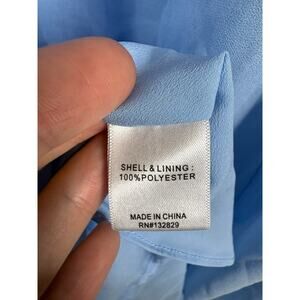 SHELL & LINING :
100% POLYESTER
MADE IN CHINA
RN#132829